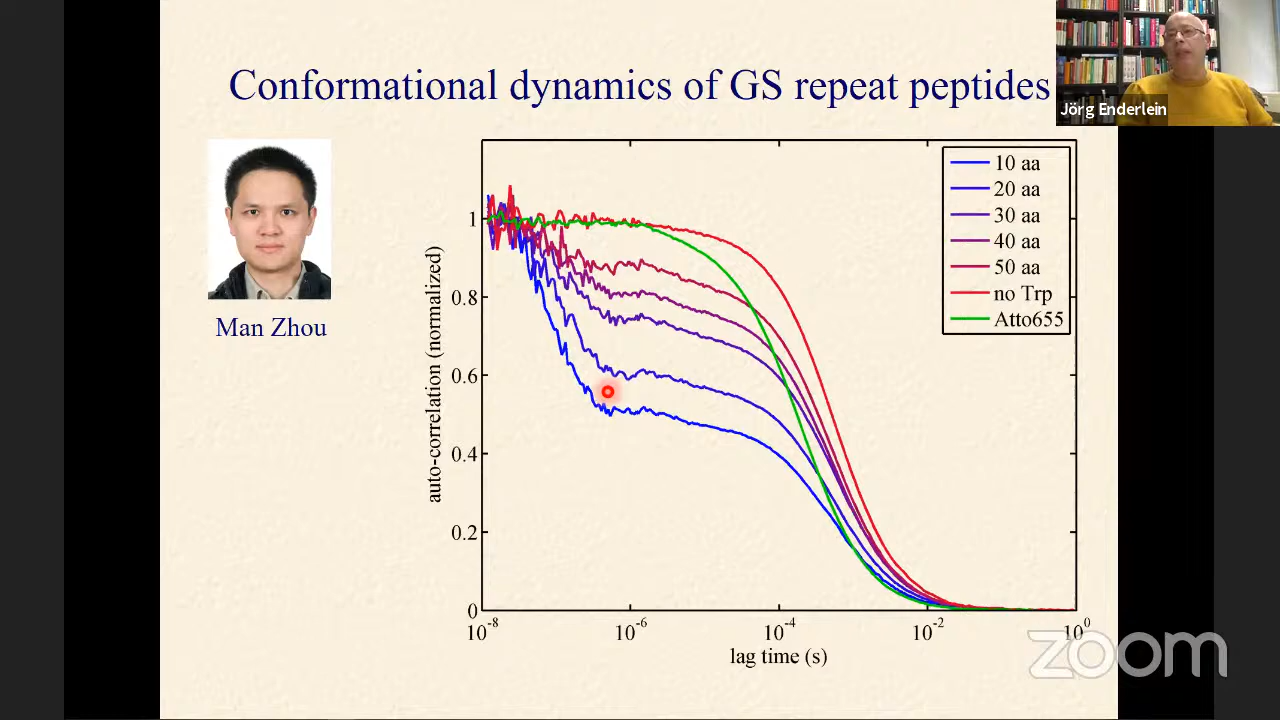 Conformational dynamics of GS repeat peptides
Jörg Enderlein
Man Zhou
auto-correlation (normalized)
1
0.8
0.6
0.4
0.2
0
10-8
10-6
10-4
10-2
100
lag time (s)
10 aa
20 aa
30 aa
40 aa
50 aa
no Trp
Atto655
zoom